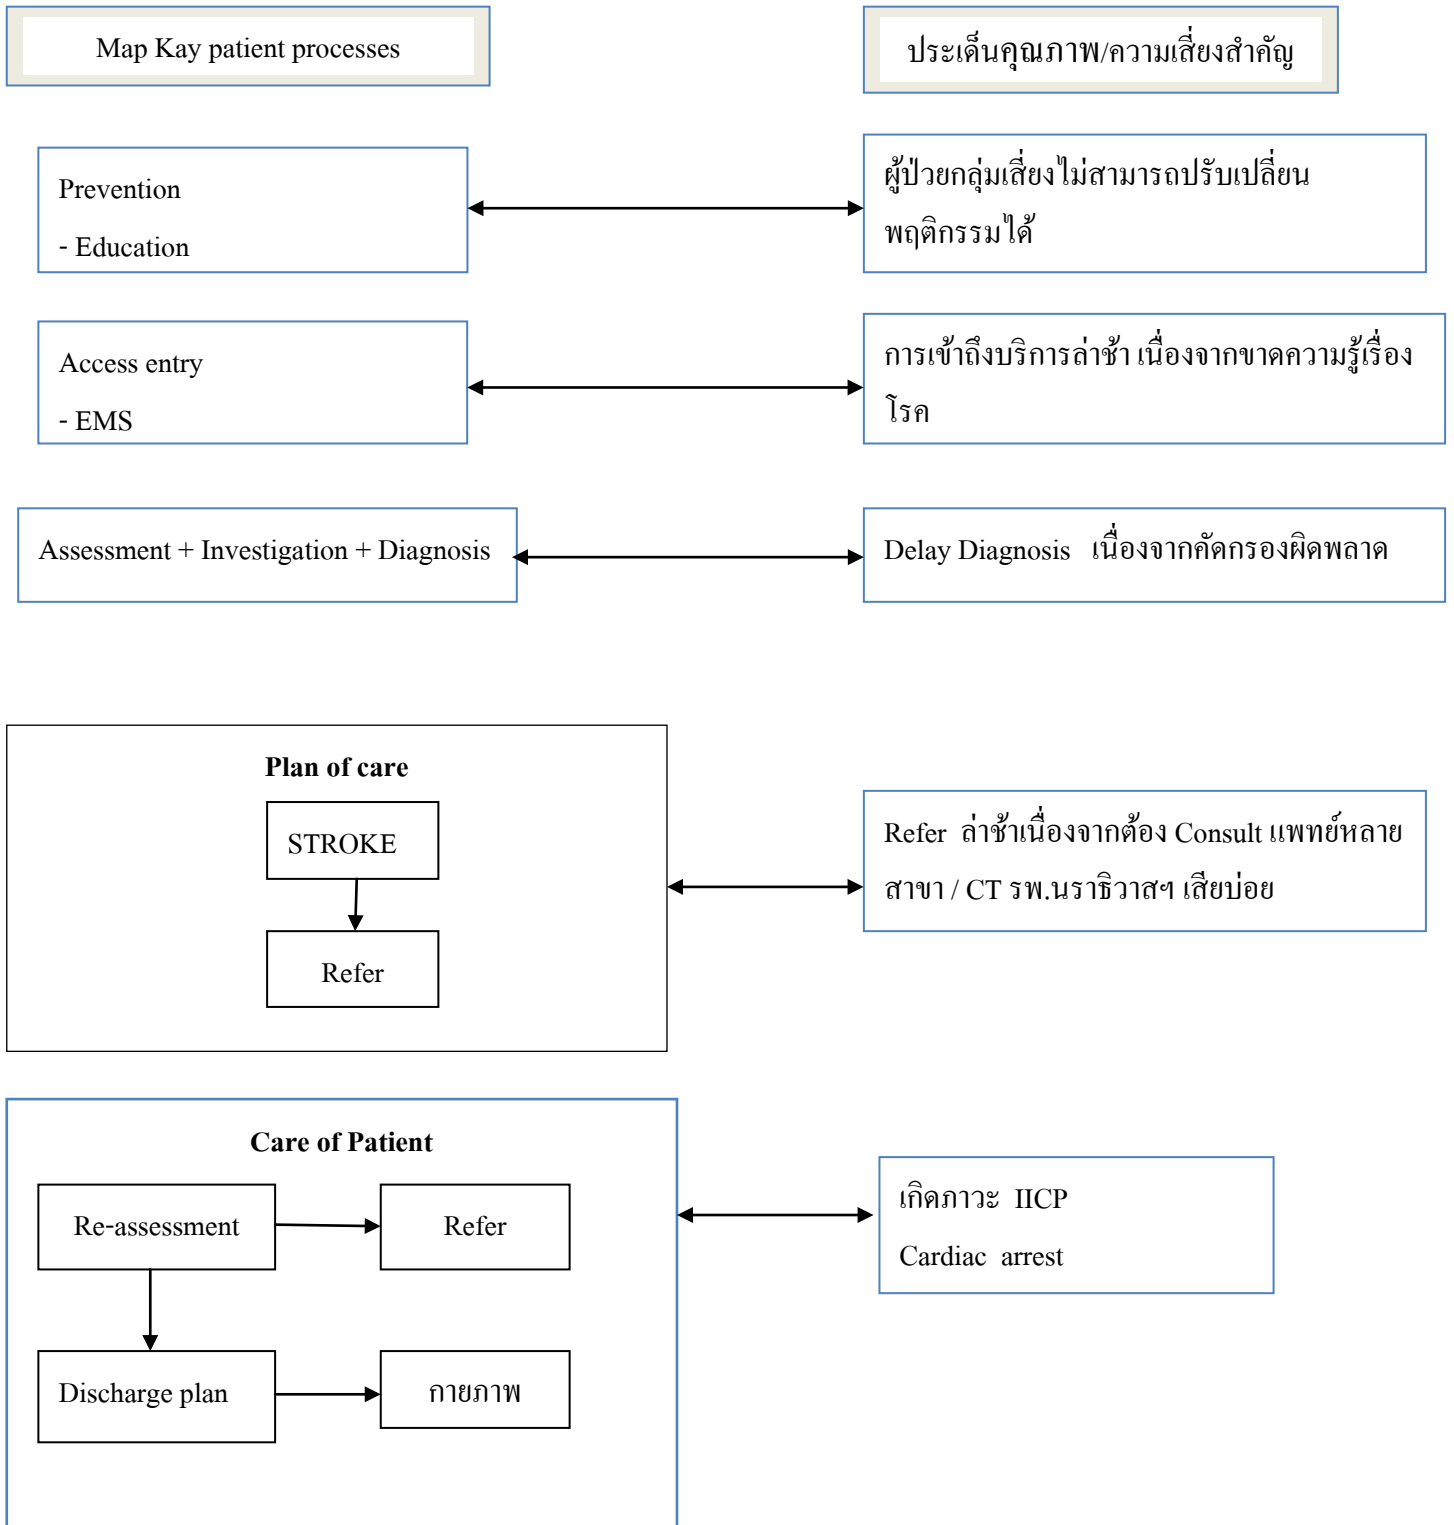 Map Kay patient processes
ประเด็นคุณภาพ/ความเสี่ยงสำคัญ
Prevention
- Education
ผู้ป่วยกลุ่มเสี่ยงไม่สามารถปรับเปลี่ยน
พฤติกรรมได้
Access entry
- EMS
การเข้าถึงบริการล่าช้า เนื่องจากขาดความรู้เรื่อง
โรค
Assessment + Investigation + Diagnosis
Delay Diagnosis เนื่องจากคัดกรองผิดพลาด
Plan of care
STROKE
Refer
Refer ล่าช้าเนื่องจากต้อง Consult แพทย์หลาย
สาขา / CT รพ.นราธิวาสฯ เสียบ่อย
Care of Patient
Re-assessment
Refer
Discharge plan
กายภาพ
เกิดภาวะ IICP
Cardiac arrest